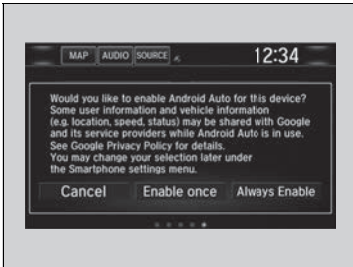 MAP AUDIO SOURCE 12:34
Would you like to enable Android Auto for this device?
Some user information and vehicle information
(e.g. location, speed, status) may be shared with Google
and its service providers while Android Auto is in use.
See Google Privacy Policy for details.
You may change your selection later under
the Smartphone settings menu.
Cancel Enable once Always Enable